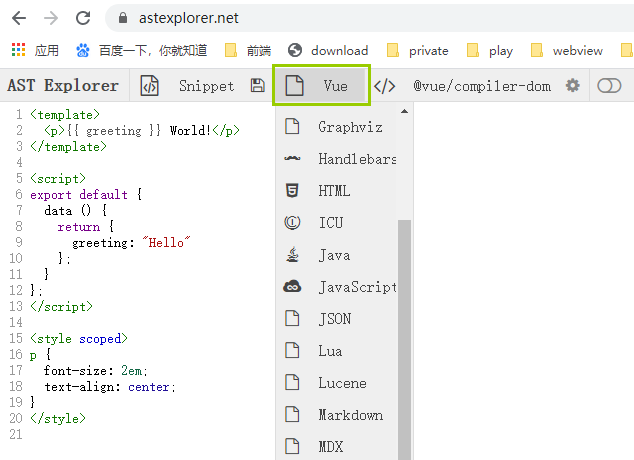 astexplorer.net
应用 百度一下，你就知道 前端 download private play webview
AST Explorer Snippet Vue </> @vue/compiler-dom
1 <template>
2 <p>{{ greeting }} World!</p>
3 </template>
4
5 <script>
6 export default {
7 data () {
8 return {
9 greeting: "Hello"
10 };
11 }
12 };
13 </script>
14
15 <style scoped>
16 p {
17 font-size: 2em;
18 text-align: center;
19 }
20 </style>
21
Graphviz
Handlebars
HTML
ICU
Java
JavaScript
JSON
Lua
Lucene
Markdown
MDX